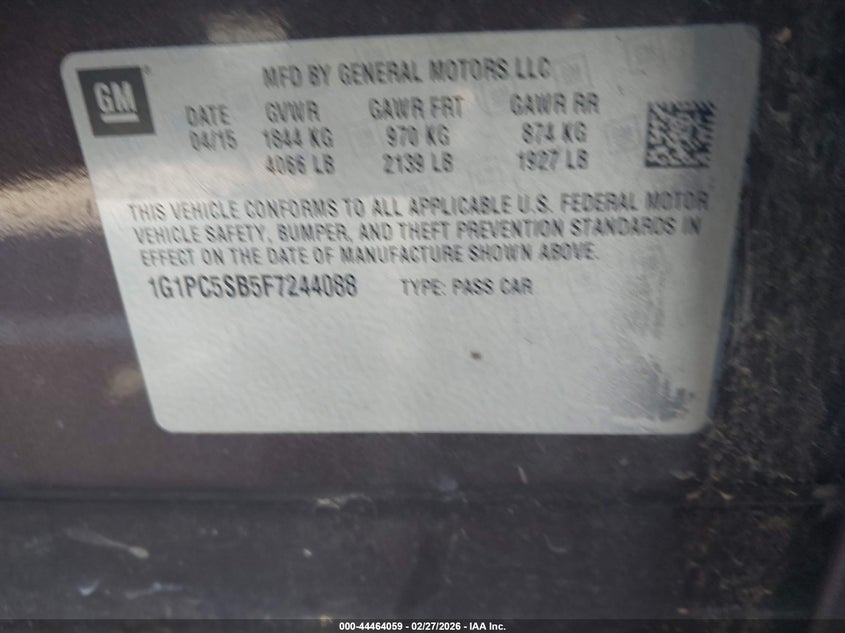 GM
MFD BY GENERAL MOTORS LLC
DATE GVWR GAWR FRT GAWR RR
04/15 1844 KG 970 KG 874 KG
4066 LB 2139 LB 1927 LB
THIS VEHICLE CONFORMS TO ALL APPLICABLE U.S. FEDERAL MOTOR
VEHICLE SAFETY, BUMPER, AND THEFT PREVENTION STANDARDS IN
EFFECT ON THE DATE OF MANUFACTURE SHOWN ABOVE.
1G1PC5SB5F7244088 TYPE: PASS CAR
000-44464059 - 02/27/2026 - IAA Inc.